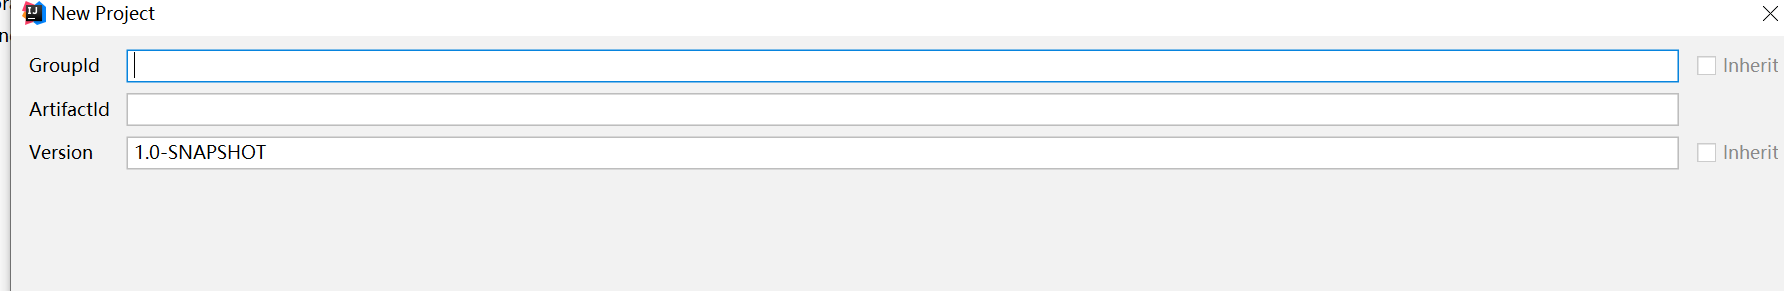 New Project
GroupId
Inherit
ArtifactId
Version 1.0-SNAPSHOT
Inherit